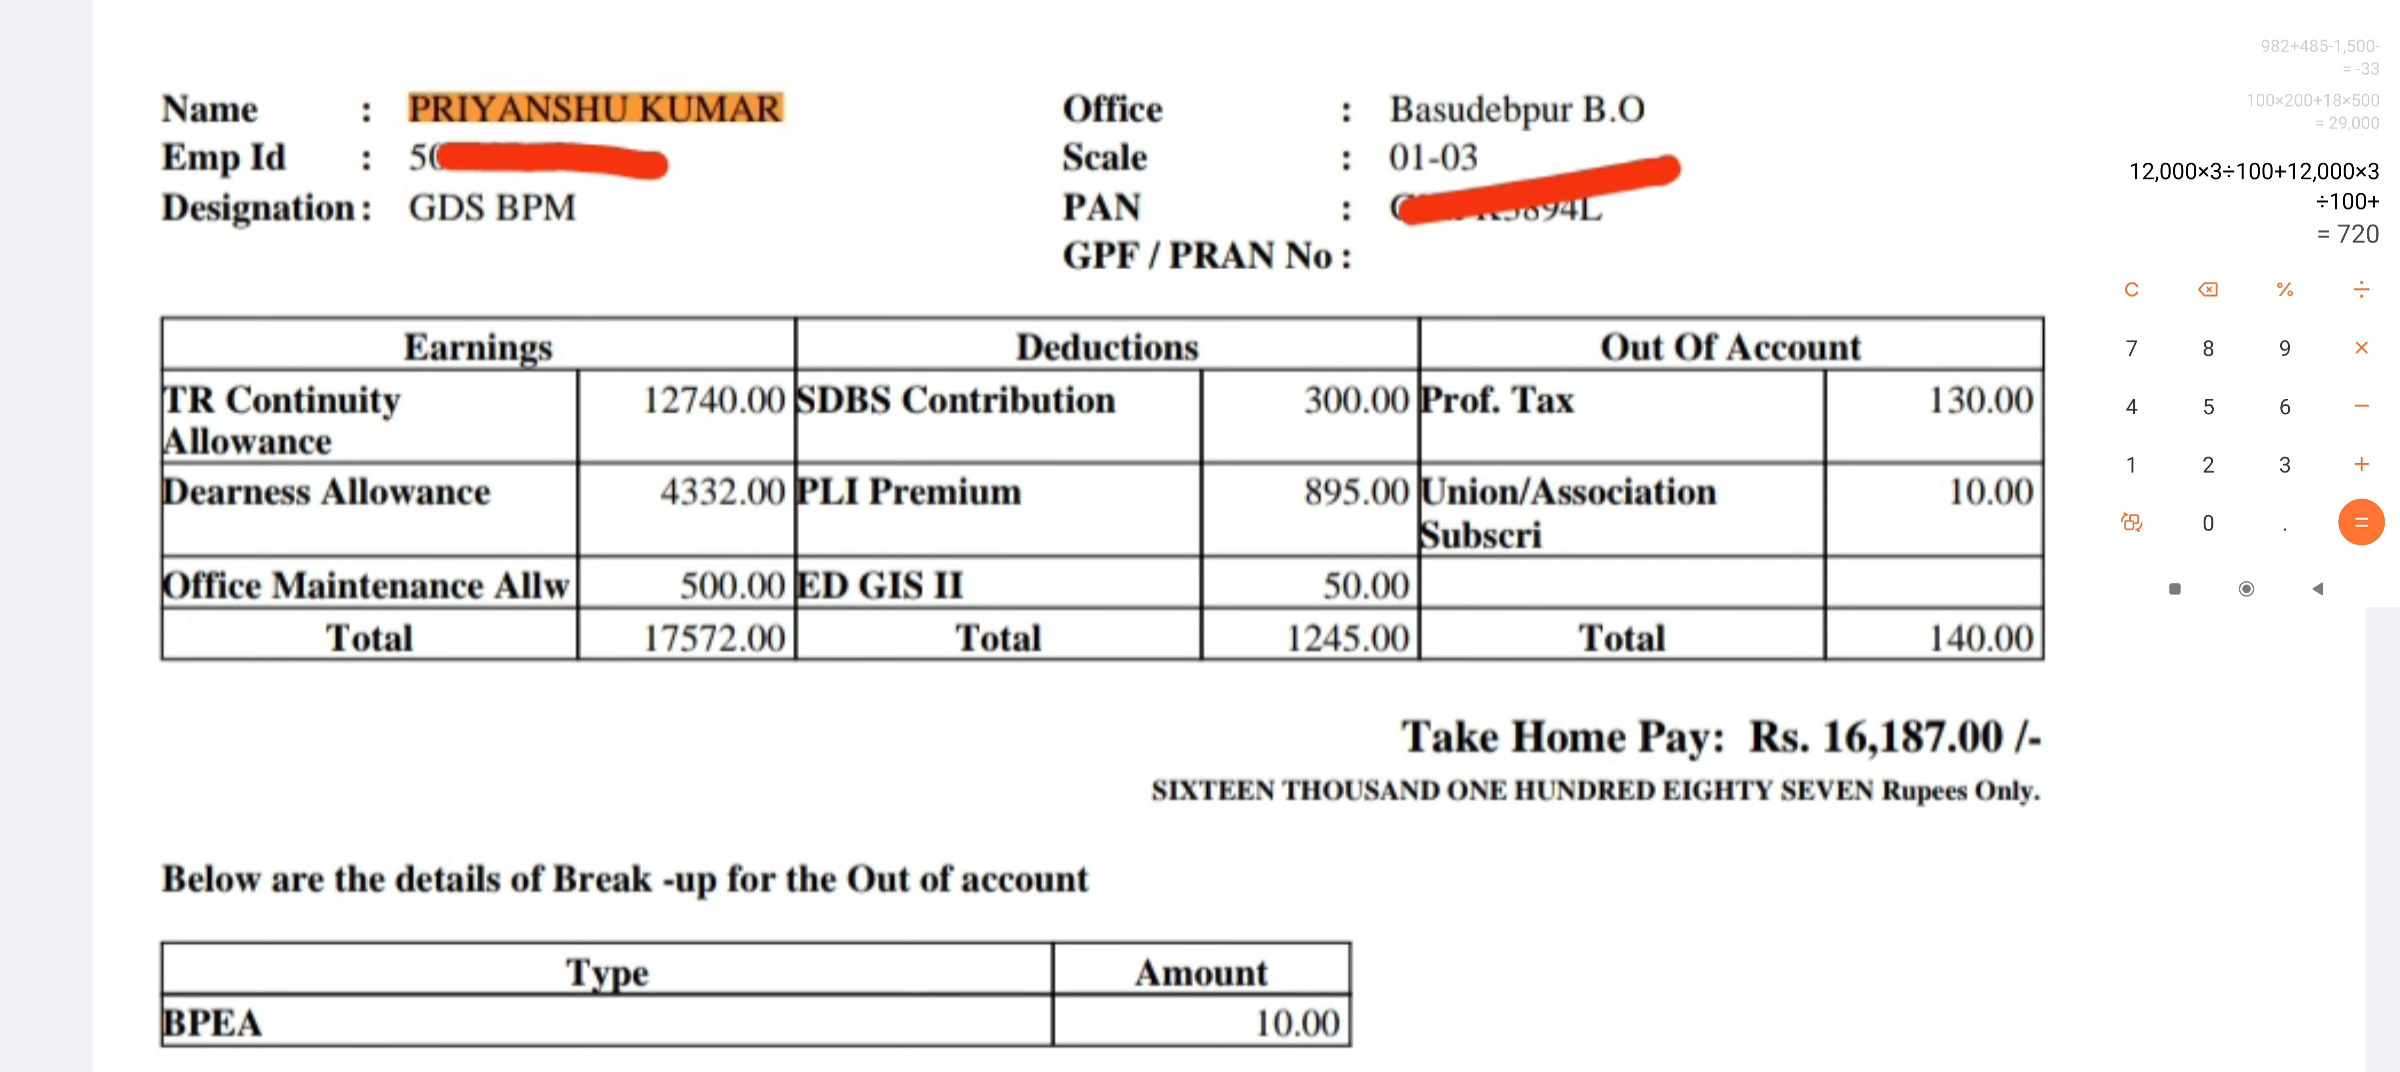 Name : PRIYANSHU KUMAR
Emp Id : 50
Designation : GDS BPM
Office : Basudebpur B.O
Scale : 01-03
PAN : 894L
GPF / PRAN No :
Earnings Deductions Out Of Account
TR Continuity Allowance 12740.00 SDBS Contribution 300.00 Prof. Tax 130.00
Dearness Allowance 4332.00 PLI Premium 895.00 Union/Association Subscri 10.00
Office Maintenance Allw 500.00 ED GIS II 50.00
Total 17572.00 Total 1245.00 Total 140.00
Take Home Pay: Rs. 16,187.00 /-
SIXTEEN THOUSAND ONE HUNDRED EIGHTY SEVEN Rupees Only.
Below are the details of Break -up for the Out of account
Type Amount
BPEA 10.00
982+485-1,500-
= -33
100×200+18×500
= 29,000
12,000×3÷100+12,000×3
÷100+
= 720
C % ÷
7 8 9 ×
4 5 6 −
1 2 3 +
0 . =